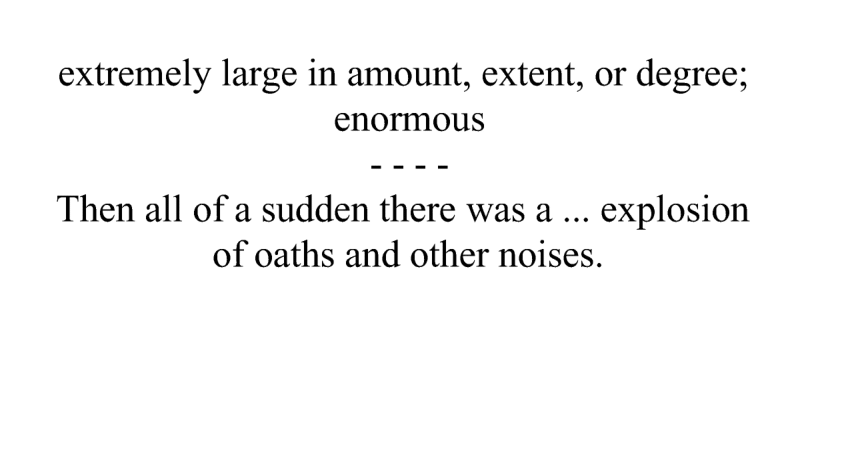 extremely large in amount, extent, or degree;
enormous
- - - -
Then all of a sudden there was a ... explosion
of oaths and other noises.